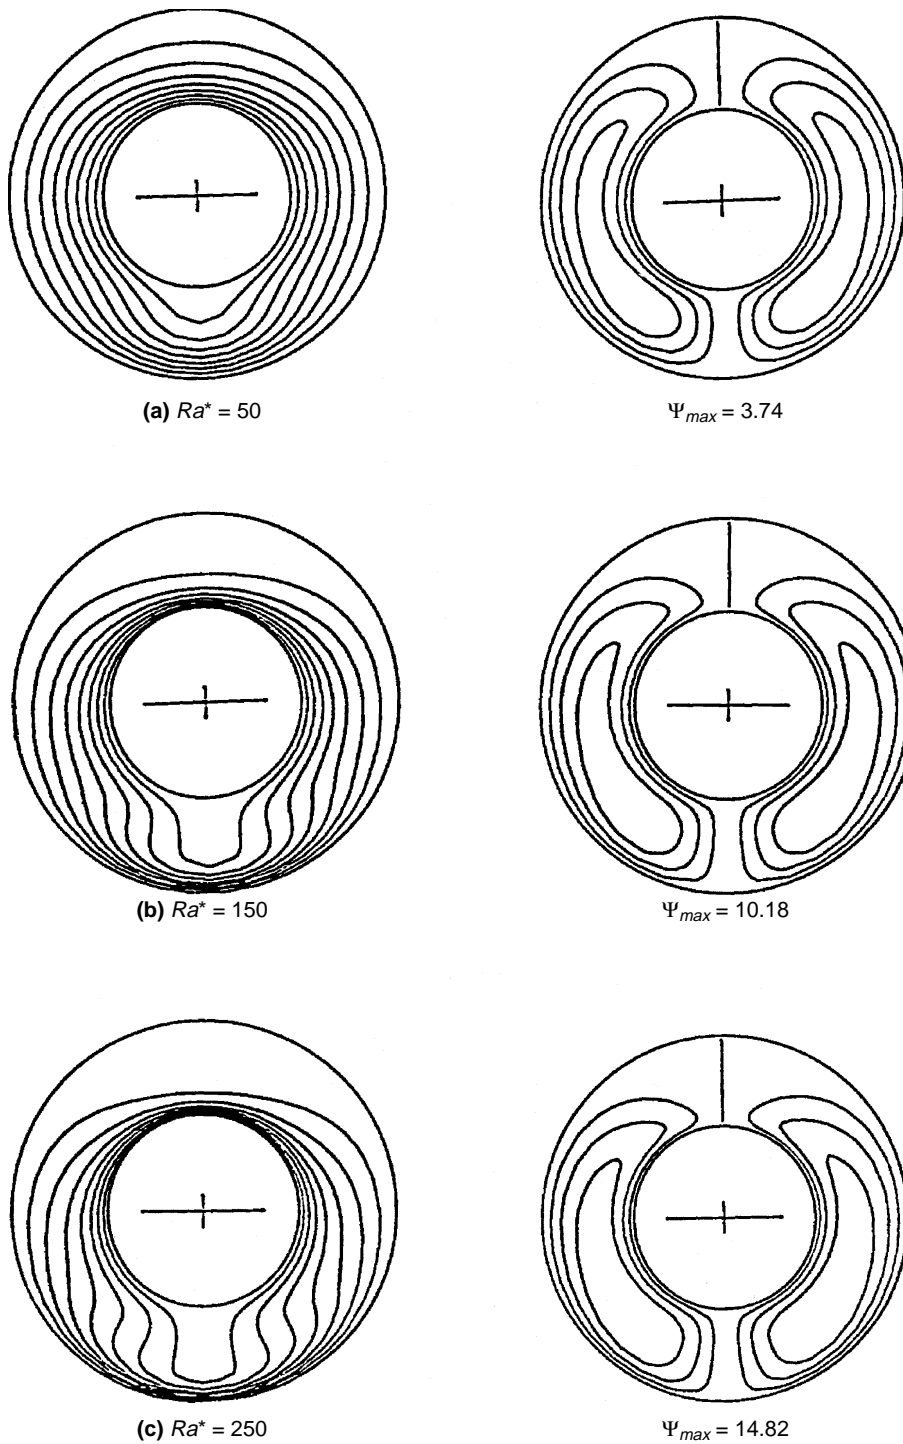 (a) Ra* = 50
Ψmax = 3.74
(b) Ra* = 150
Ψmax = 10.18
(c) Ra* = 250
Ψmax = 14.82